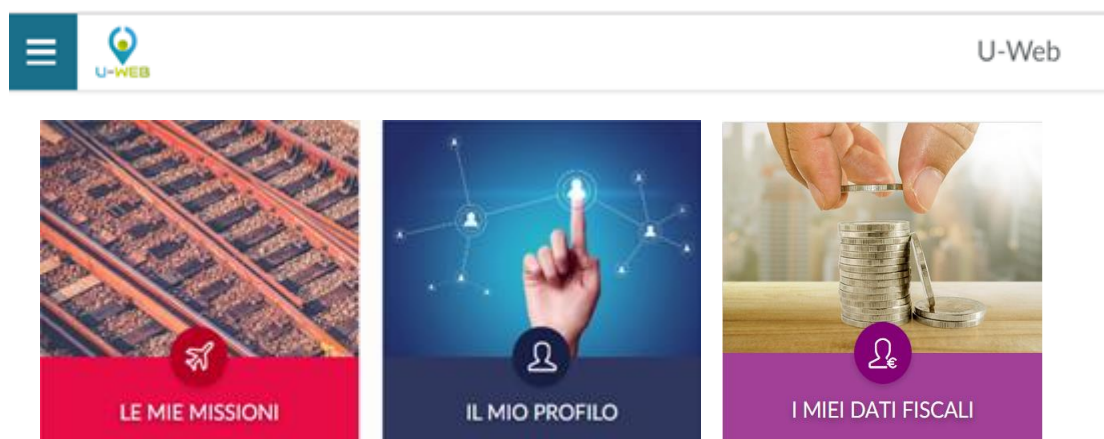 U-WEB
U-Web
LE MIE MISSIONI
IL MIO PROFILO
I MIEI DATI FISCALI